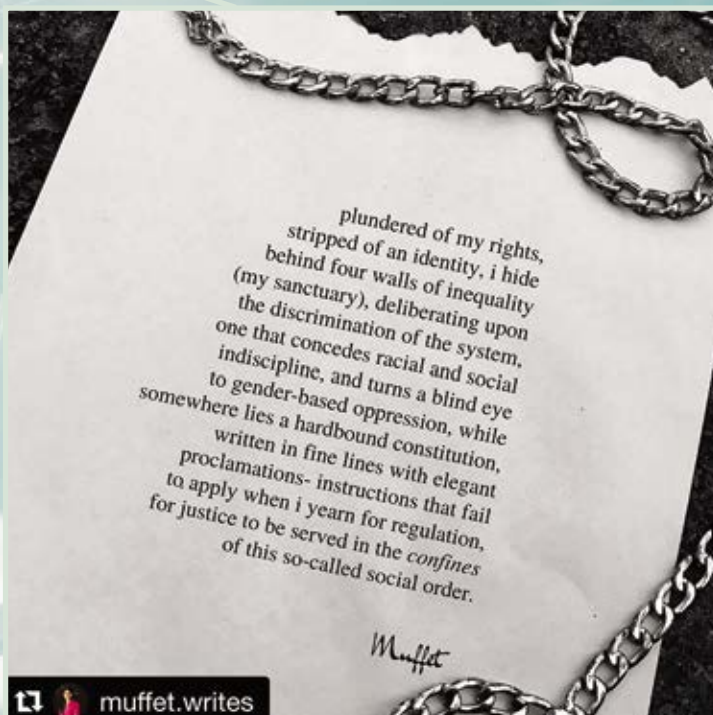 plundered of my rights,
stripped of an identity, i hide
behind four walls of inequality
(my sanctuary), deliberating upon
the discrimination of the system,
one that concedes racial and social
indiscipline, and turns a blind eye
to gender-based oppression, while
somewhere lies a hardbound constitution,
written in fine lines with elegant
proclamations- instructions that fail
to apply when i yearn for regulation,
for justice to be served in the confines
of this so-called social order.
Muffet
muffet.writes